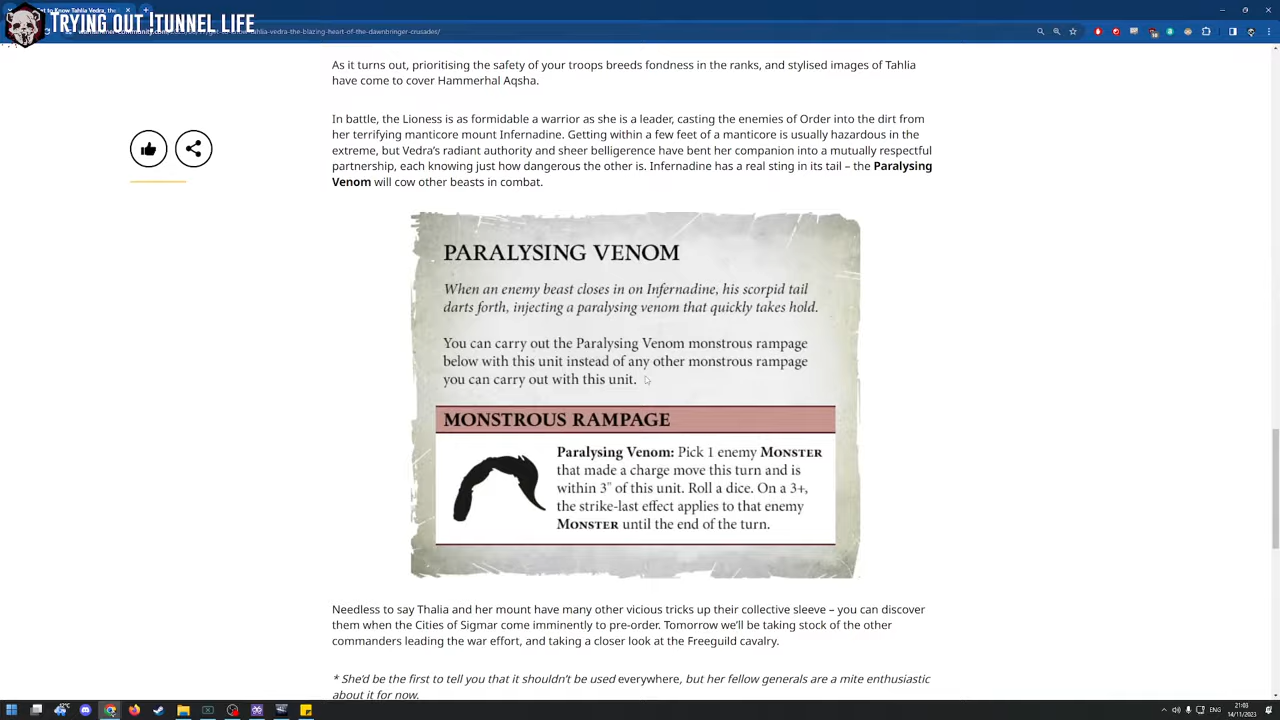 TRYING OUT !TUNNEL LIFE
As it turns out, prioritising the safety of your troops breeds fondness in the ranks, and stylised images of Tahlia
have come to cover Hammerhal Aqsha.
In battle, the Lioness is as formidable a warrior as she is a leader, casting the enemies of Order into the dirt from
her terrifying manticore mount Infernadine. Getting within a few feet of a manticore is usually hazardous in the
extreme, but Vedra's radiant authority and sheer belligerence have bent her companion into a mutually respectful
partnership, each knowing just how dangerous the other is. Infernadine has a real sting in its tail – the Paralysing
Venom will cow other beasts in combat.
PARALYSING VENOM
When an enemy beast closes in on Infernadine, his scorpid tail
darts forth, injecting a paralysing venom that quickly takes hold.
You can carry out the Paralysing Venom monstrous rampage
below with this unit instead of any other monstrous rampage
you can carry out with this unit.
MONSTROUS RAMPAGE
Paralysing Venom: Pick 1 enemy MONSTER
that made a charge move this turn and is
within 3" of this unit. Roll a dice. On a 3+,
the strike-last effect applies to that enemy
MONSTER until the end of the turn.
Needless to say Thalia and her mount have many other vicious tricks up their collective sleeve – you can discover
them when the Cities of Sigmar come imminently to pre-order. Tomorrow we'll be taking stock of the other
commanders leading the war effort, and taking a closer look at the Freeguild cavalry.
* She'd be the first to tell you that it shouldn't be used everywhere, but her fellow generals are a mite enthusiastic
about it for now.
ENG
21:03
14/11/2023